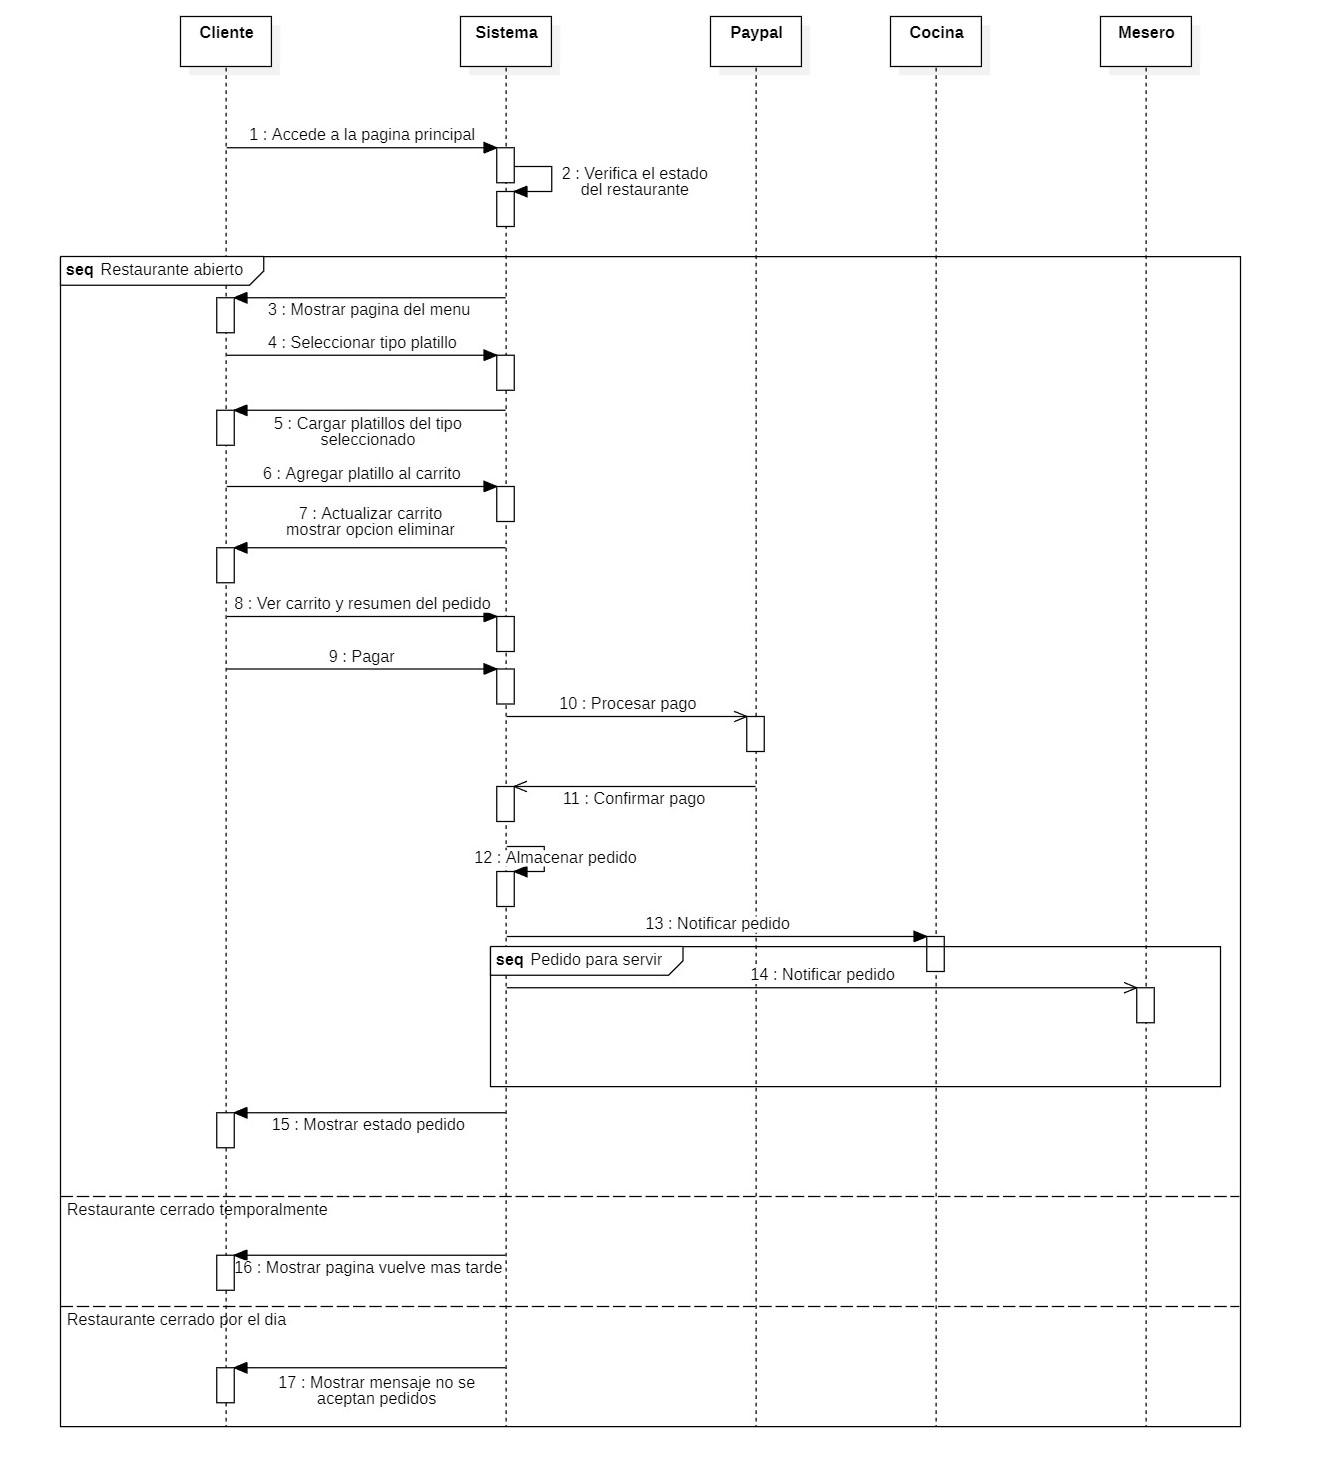 Cliente
Sistema
Paypal
Cocina
Mesero
1 : Accede a la pagina principal
2 : Verifica el estado
del restaurante
seq Restaurante abierto
3 : Mostrar pagina del menu
4 : Seleccionar tipo platillo
5 : Cargar platillos del tipo
seleccionado
6 : Agregar platillo al carrito
7 : Actualizar carrito
mostrar opcion eliminar
8 : Ver carrito y resumen del pedido
9 : Pagar
10 : Procesar pago
11 : Confirmar pago
12 : Almacenar pedido
13 : Notificar pedido
seq Pedido para servir
14 : Notificar pedido
15 : Mostrar estado pedido
Restaurante cerrado temporalmente
16 : Mostrar pagina vuelve mas tarde
Restaurante cerrado por el dia
17 : Mostrar mensaje no se
aceptan pedidos